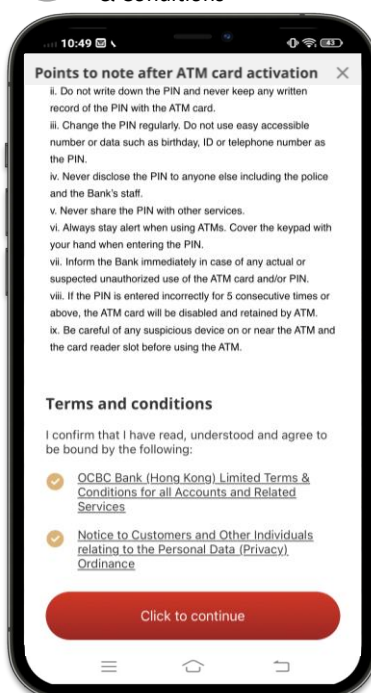 & Conditions
10:49
43
Points to note after ATM card activation
ii. Do not write down the PIN and never keep any written
record of the PIN with the ATM card.
iii. Change the PIN regularly. Do not use easy accessible
number or data such as birthday, ID or telephone number as
the PIN.
iv. Never disclose the PIN to anyone else including the police
and the Bank's staff.
v. Never share the PIN with other services.
vi. Always stay alert when using ATMs. Cover the keypad with
your hand when entering the PIN.
vii. Inform the Bank immediately in case of any actual or
suspected unauthorized use of the ATM card and/or PIN.
viii. If the PIN is entered incorrectly for 5 consecutive times or
above, the ATM card will be disabled and retained by ATM.
ix. Be careful of any suspicious device on or near the ATM and
the card reader slot before using the ATM.
Terms and conditions
I confirm that I have read, understood and agree to
be bound by the following:
OCBC Bank (Hong Kong) Limited Terms &
Conditions for all Accounts and Related
Services
Notice to Customers and Other Individuals
relating to the Personal Data (Privacy)
Ordinance
Click to continue